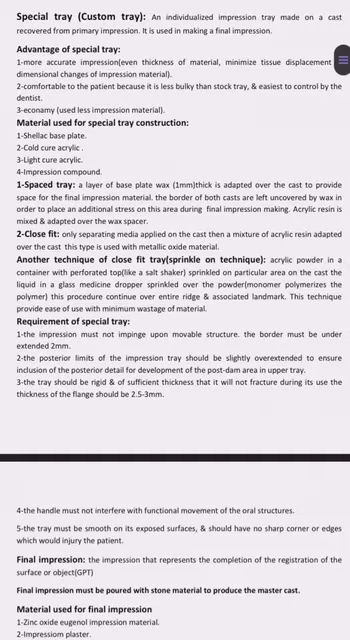 Special tray (Custom tray): An individualized impression tray made on a cast
recovered from primary impression. It is used in making a final impression.
Advantage of special tray:
1-more accurate impression(even thickness of material, minimize tissue displacement
dimensional changes of impression material).
2-comfortable to the patient because it is less bulky than stock tray, & easiest to control by the
dentist.
3-econamy (used less impression material).
Material used for special tray construction:
1-Shellac base plate.
2-Cold cure acrylic .
3-Light cure acrylic.
4-Impression compound.
1-Spaced tray: a layer of base plate wax (1mm)thick is adapted over the cast to provide
space for the final impression material. the border of both casts are left uncovered by wax in
order to place an additional stress on this area during final impression making. Acrylic resin is
mixed & adapted over the wax spacer.
2-Close fit: only separating media applied on the cast then a mixture of acrylic resin adapted
over the cast this type is used with metallic oxide material.
Another technique of close fit tray(sprinkle on technique): acrylic powder in a
container with perforated top(like a salt shaker) sprinkled on particular area on the cast the
liquid in a glass medicine dropper sprinkled over the powder(monomer polymerizes the
polymer) this procedure continue over entire ridge & associated landmark. This technique
provide ease of use with minimum wastage of material.
Requirement of special tray:
1-the impression must not impinge upon movable structure. the border must be under
extended 2mm.
2-the posterior limits of the impression tray should be slightly overextended to ensure
inclusion of the posterior detail for development of the post-dam area in upper tray.
3-the tray should be rigid & of sufficient thickness that it will not fracture during its use the
thickness of the flange should be 2.5-3mm.
4-the handle must not interfere with functional movement of the oral structures.
5-the tray must be smooth on its exposed surfaces, & should have no sharp corner or edges
which would injury the patient.
Final impression: the impression that represents the completion of the registration of the
surface or object(GPT)
Final impression must be poured with stone material to produce the master cast.
Material used for final impression
1-Zinc oxide eugenol impression material.
2-Impression plaster.